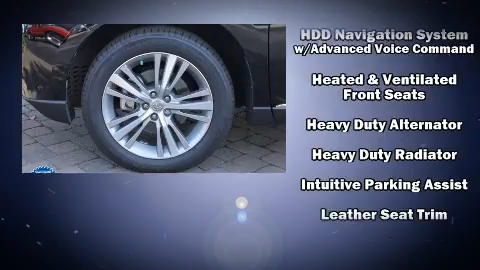 HDD Navigation System
w/Advanced Voice Command
Heated & Ventilated
Front Seats
Heavy Duty Alternator
Heavy Duty Radiator
Intuitive Parking Assist
Leather Seat Trim